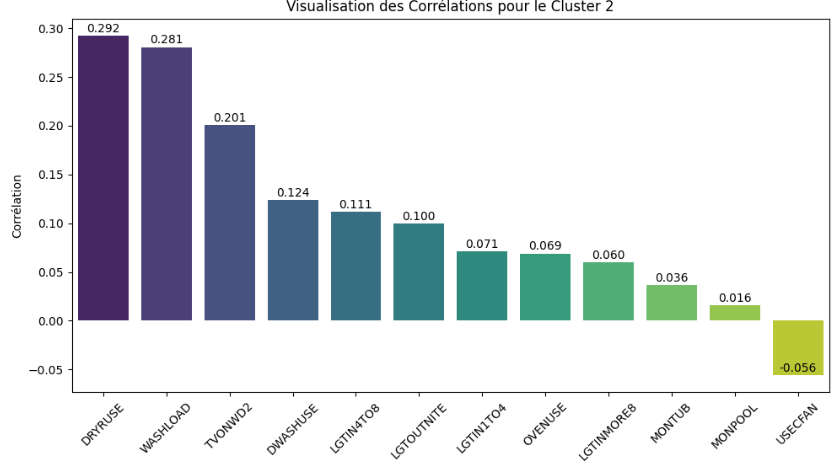 Visualisation des Corrélations pour le Cluster 2
Corrélation
0.30
0.25
0.20
0.15
0.10
0.05
0.00
−0.05
0.292
0.281
0.201
0.124
0.111
0.100
0.071
0.069
0.060
0.036
0.016
-0.056
DRYRUSE
WASHLOAD
TVONWD2
DWASHUSE
LGTIN4TO8
LGTOUTNITE
LGTIN1TO4
OVENUSE
LGTINMORE8
MONTUB
MONPOOL
USECFAN